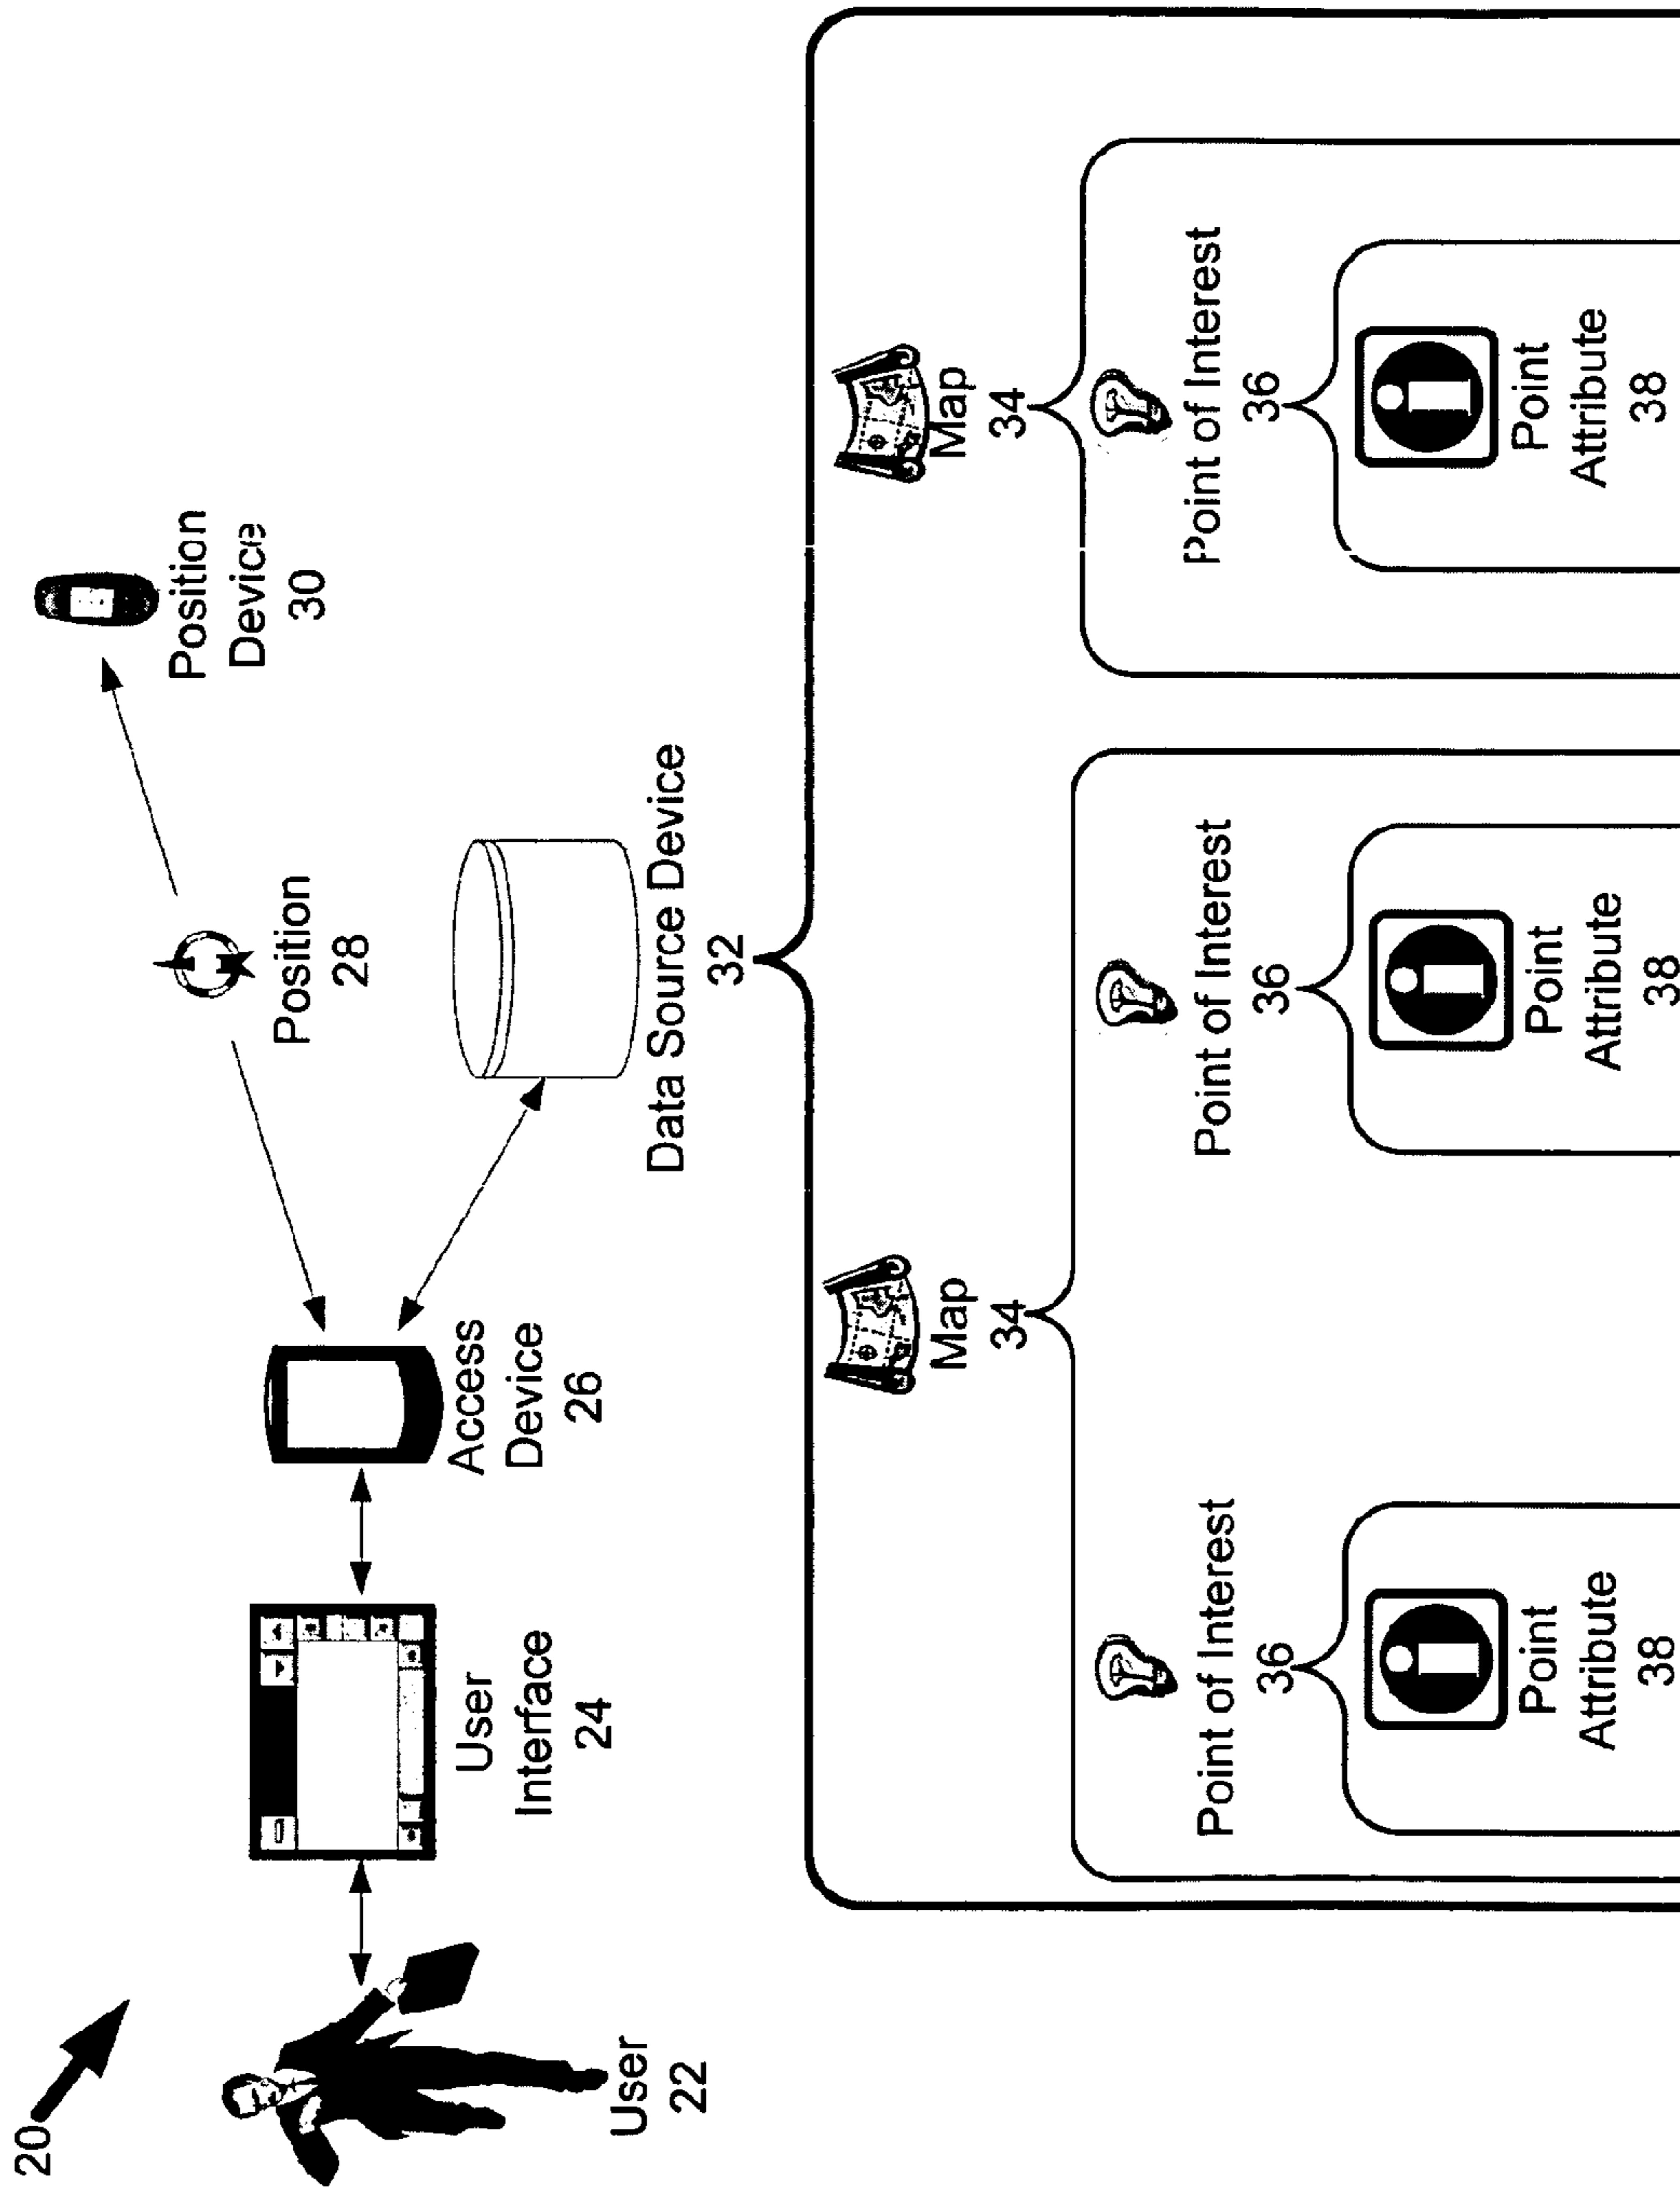 20
User
22
User
Interface
24
Access
Device
26
Position
28
Position
Device
30
Data Source Device
32
Map
34
Map
34
Point of Interest
36
Point of Interest
36
Point of Interest
36
Point
Attribute
38
Point
Attribute
38
Point
Attribute
38